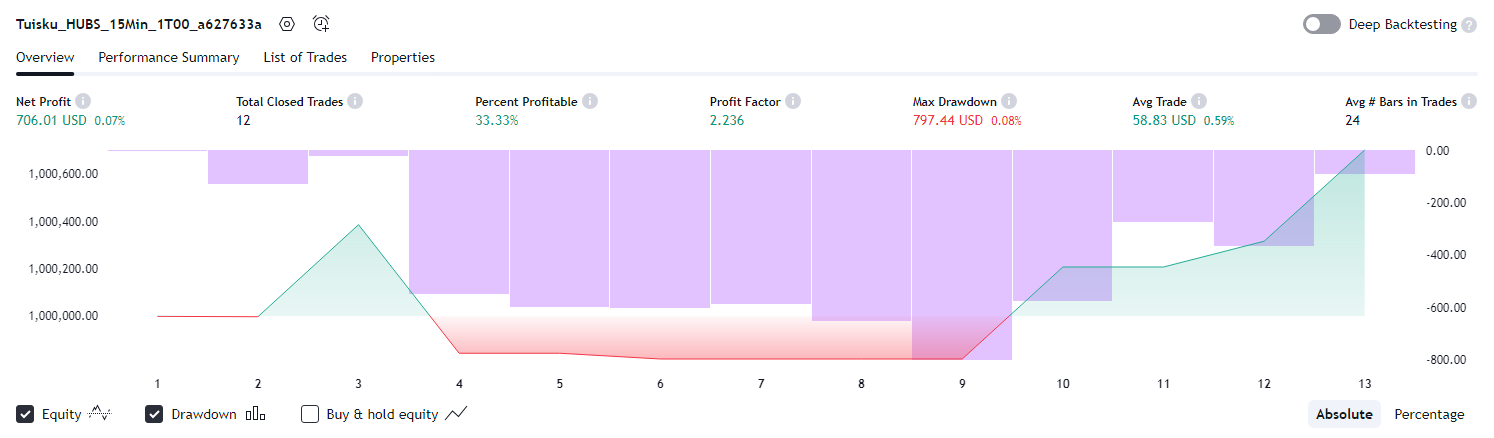 Tuisku_HUBS_15Min_1T00_a627633a
Deep Backtesting
Overview Performance Summary List of Trades Properties
Net Profit Total Closed Trades Percent Profitable Profit Factor Max Drawdown Avg Trade Avg # Bars in Trades
706.01 USD 0.07% 12 33.33% 2.236 797.44 USD 0.08% 58.83 USD 0.59% 24
0.00
1,000,600.00
-200.00
1,000,400.00
-400.00
1,000,200.00
-600.00
1,000,000.00
-800.00
1 2 3 4 5 6 7 8 9 10 11 12 13
Equity Drawdown Buy & hold equity Absolute Percentage